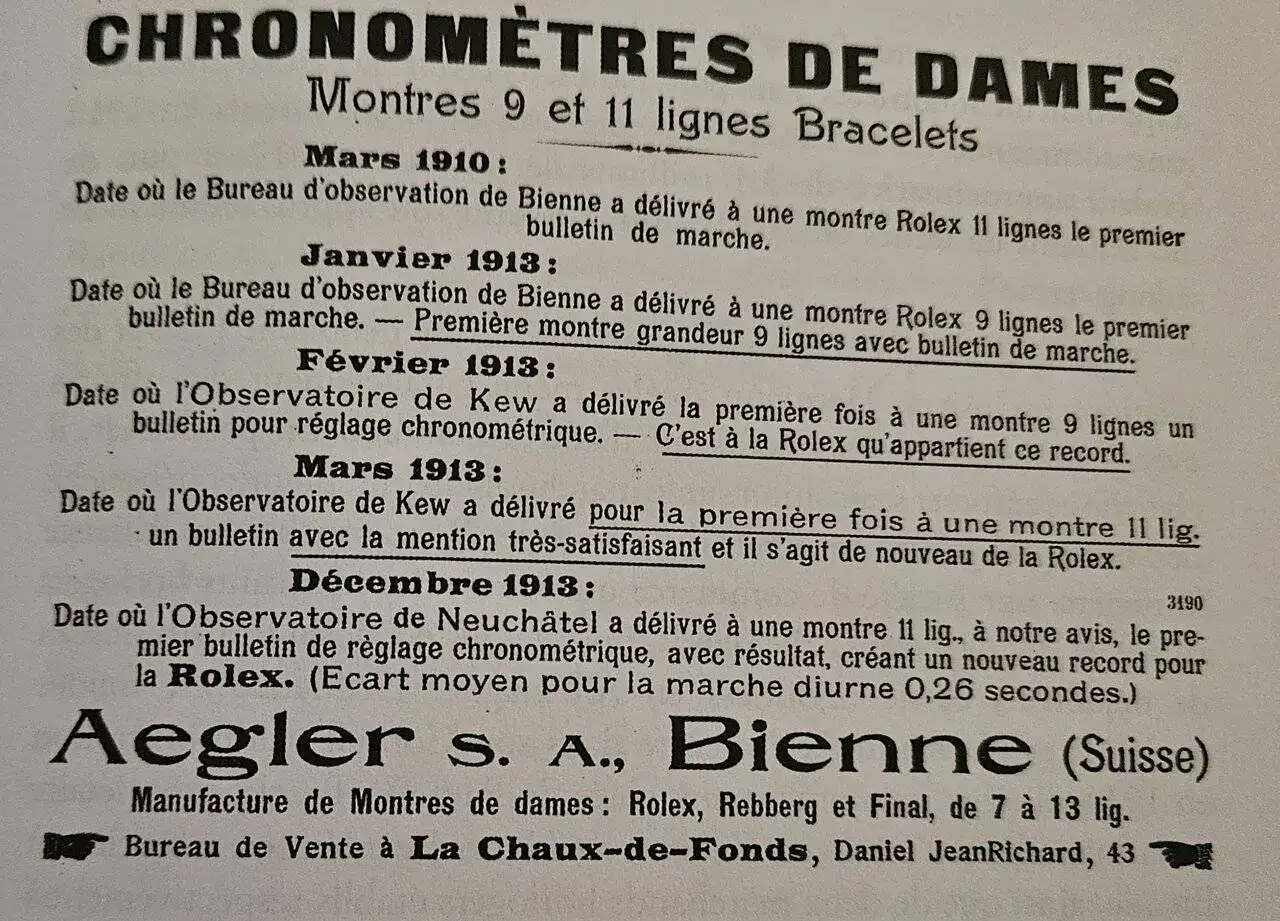 CHRONOMÈTRES DE DAMES
Montres 9 et 11 lignes Bracelets
Mars 1910 :
Date où le Bureau d'observation de Bienne a délivré à une montre Rolex 11 lignes le premier
bulletin de marche.
Janvier 1913 :
Date où le Bureau d'observation de Bienne a délivré à une montre Rolex 9 lignes le premier
bulletin de marche. — Première montre grandeur 9 lignes avec bulletin de marche.
Février 1913 :
Date où l'Observatoire de Kew a délivré la première fois à une montre 9 lignes un
bulletin pour réglage chronométrique. — C'est à la Rolex qu'appartient ce record.
Mars 1913 :
Date où l'Observatoire de Kew a délivré pour la première fois à une montre 11 lig.
un bulletin avec la mention très-satisfaisant et il s'agit de nouveau de la Rolex.
Décembre 1913 :
3190
Date où l'Observatoire de Neuchâtel a délivré à une montre 11 lig., à notre avis, le pre-
mier bulletin de règlage chronométrique, avec résultat, créant un nouveau record pour
la Rolex. (Ecart moyen pour la marche diurne 0,26 secondes.)
Aegler S. A., Bienne (Suisse)
Manufacture de Montres de dames : Rolex, Rebberg et Final, de 7 à 13 lig.
Bureau de Vente à La Chaux-de-Fonds, Daniel JeanRichard, 43